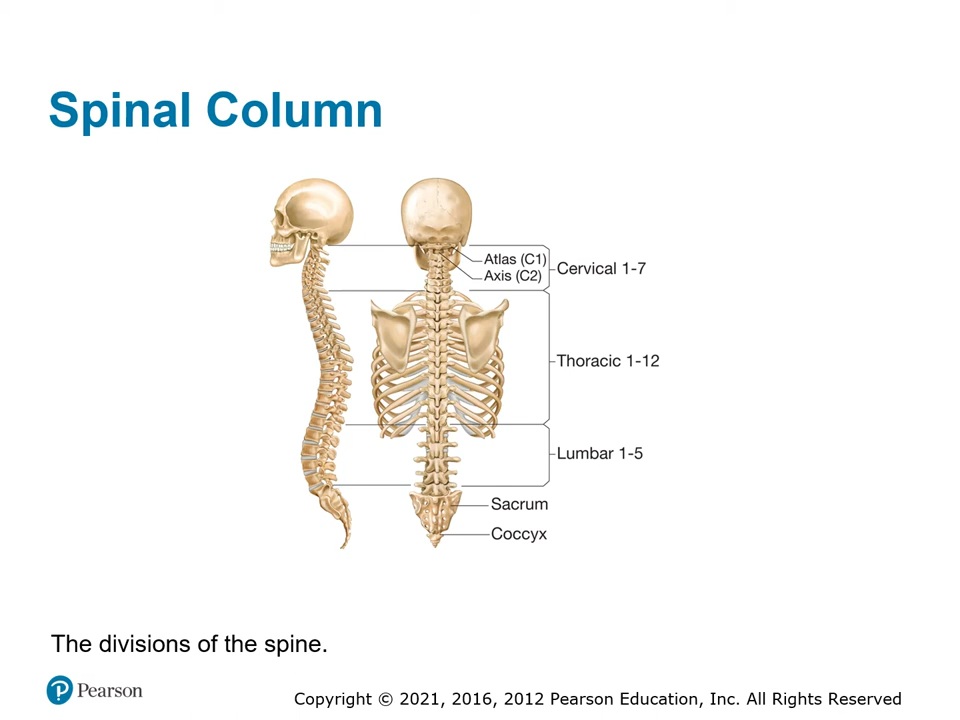 Spinal Column
Atlas (C1)
Axis (C2)
Cervical 1-7
Thoracic 1-12
Lumbar 1-5
Sacrum
Coccyx
The divisions of the spine.
P Pearson
Copyright © 2021, 2016, 2012 Pearson Education, Inc. All Rights Reserved